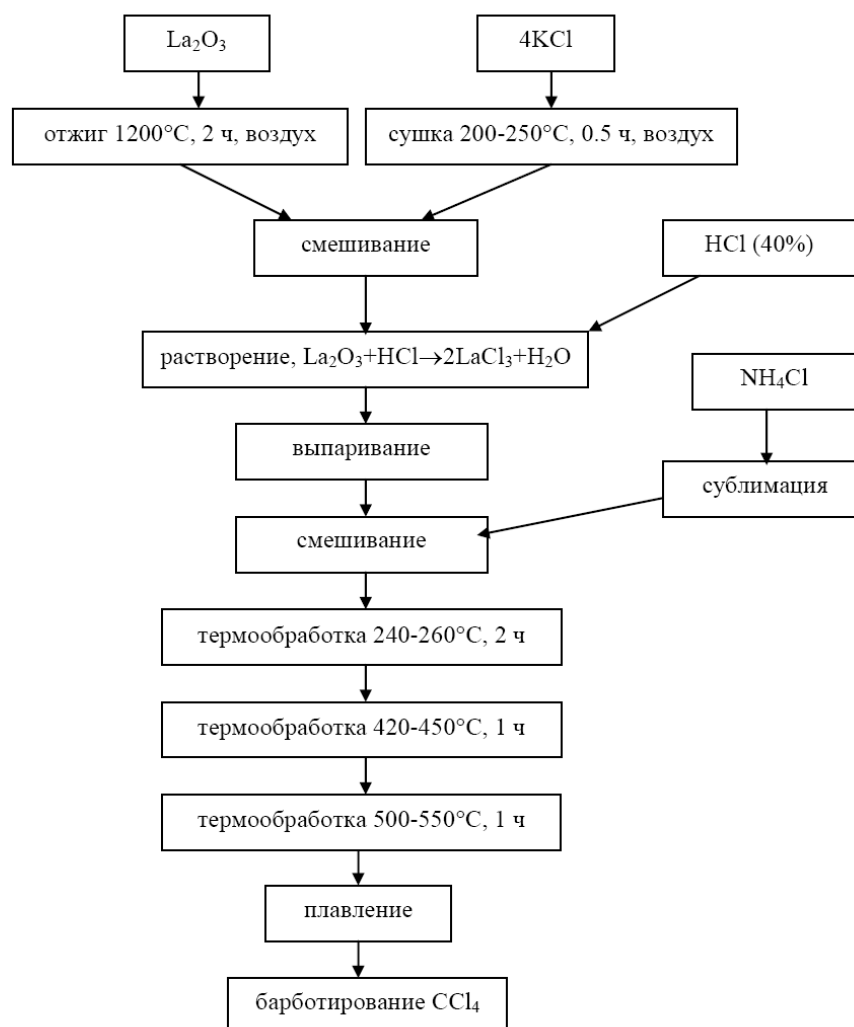 La₂O₃
4KCl
отжиг 1200°С, 2 ч, воздух
сушка 200-250°С, 0.5 ч, воздух
смешивание
HCl (40%)
растворение, La₂O₃+HCl→2LaCl₃+H₂O
NH₄Cl
выпаривание
сублимация
смешивание
термообработка 240-260°С, 2 ч
термообработка 420-450°С, 1 ч
термообработка 500-550°С, 1 ч
плавление
барботирование CCl₄